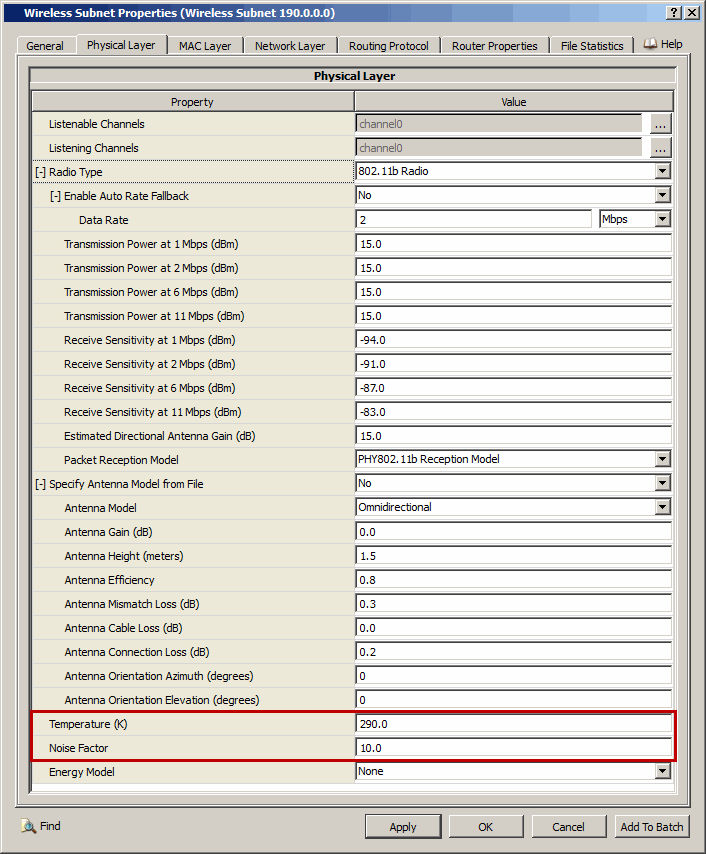 Wireless Subnet Properties (Wireless Subnet 190.0.0.0) ? ×
General Physical Layer MAC Layer Network Layer Routing Protocol Router Properties File Statistics Help
Physical Layer
Property Value
Listenable Channels channel0 ...
Listening Channels channel0 ...
[-] Radio Type 802.11b Radio
[-] Enable Auto Rate Fallback No
Data Rate 2 Mbps
Transmission Power at 1 Mbps (dBm) 15.0
Transmission Power at 2 Mbps (dBm) 15.0
Transmission Power at 6 Mbps (dBm) 15.0
Transmission Power at 11 Mbps (dBm) 15.0
Receive Sensitivity at 1 Mbps (dBm) -94.0
Receive Sensitivity at 2 Mbps (dBm) -91.0
Receive Sensitivity at 6 Mbps (dBm) -87.0
Receive Sensitivity at 11 Mbps (dBm) -83.0
Estimated Directional Antenna Gain (dB) 15.0
Packet Reception Model PHY802.11b Reception Model
[-] Specify Antenna Model from File No
Antenna Model Omnidirectional
Antenna Gain (dB) 0.0
Antenna Height (meters) 1.5
Antenna Efficiency 0.8
Antenna Mismatch Loss (dB) 0.3
Antenna Cable Loss (dB) 0.0
Antenna Connection Loss (dB) 0.2
Antenna Orientation Azimuth (degrees) 0
Antenna Orientation Elevation (degrees) 0
Temperature (K) 290.0
Noise Factor 10.0
Energy Model None
Find Apply OK Cancel Add To Batch